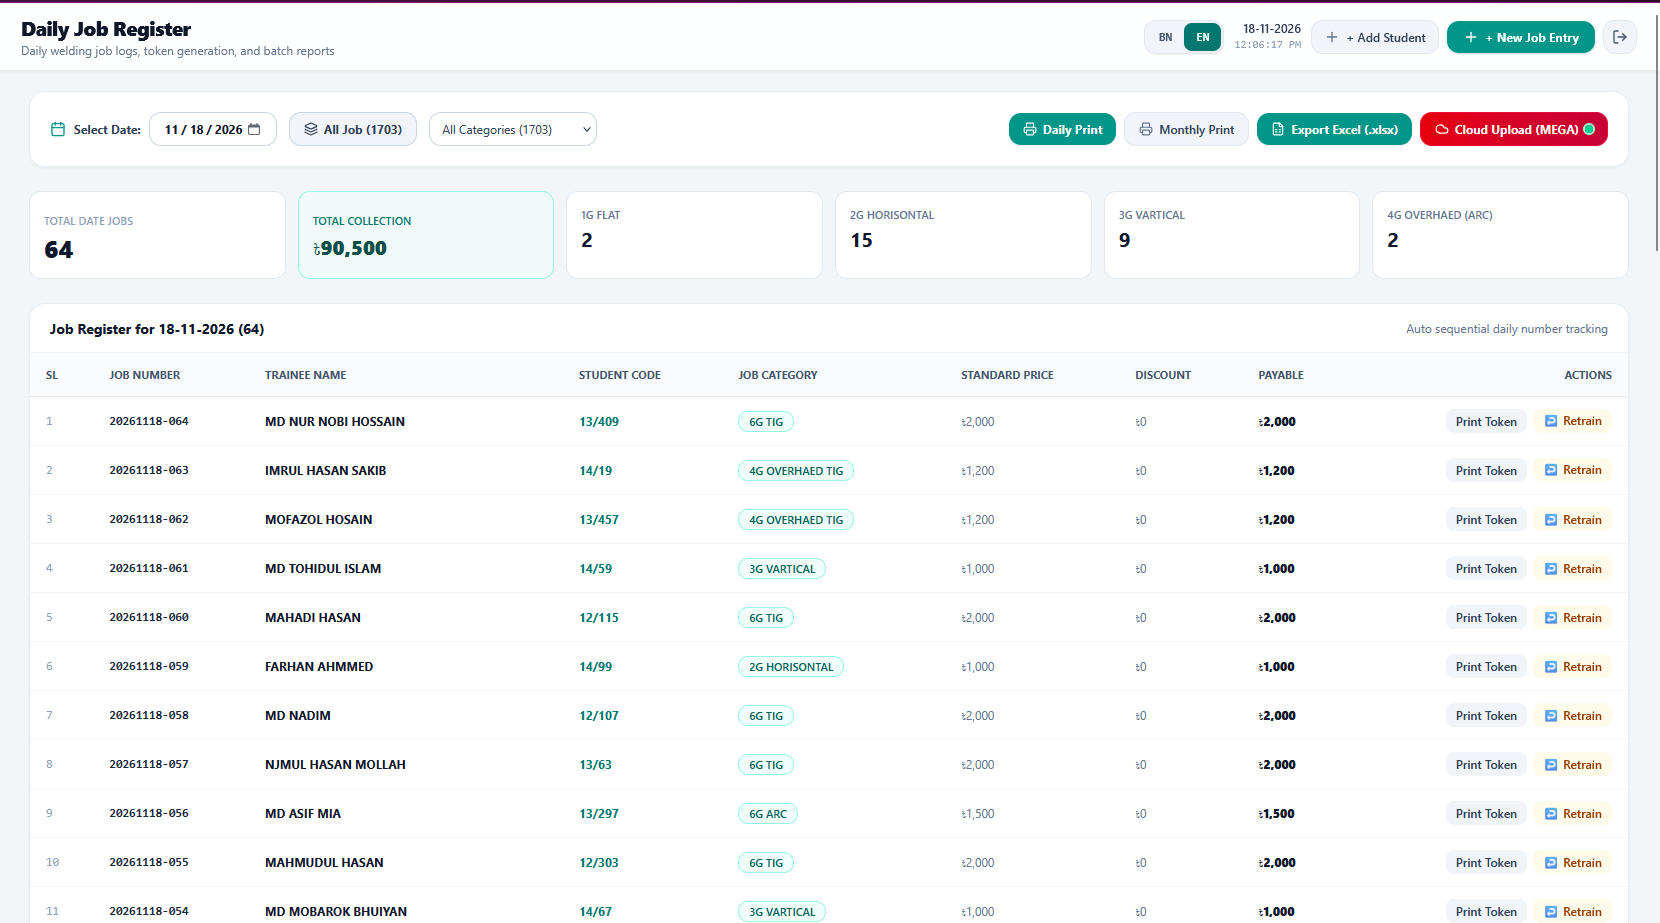 Daily Job Register
Daily welding job logs, token generation, and batch reports
BN EN 18-11-2026 12:06:17 PM + Add Student + New Job Entry
Select Date: 11 / 18 / 2026 All Job (1703) All Categories (1703) Daily Print Monthly Print Export Excel (.xlsx) Cloud Upload (MEGA)
TOTAL DATE JOBS
64
TOTAL COLLECTION
৳90,500
1G FLAT
2
2G HORISONTAL
15
3G VARTICAL
9
4G OVERHAED (ARC)
2
Job Register for 18-11-2026 (64) Auto sequential daily number tracking
SL JOB NUMBER TRAINEE NAME STUDENT CODE JOB CATEGORY STANDARD PRICE DISCOUNT PAYABLE ACTIONS
1 20261118-064 MD NUR NOBI HOSSAIN 13/409 6G TIG ৳2,000 ৳0 ৳2,000 Print Token Retrain
2 20261118-063 IMRUL HASAN SAKIB 14/19 4G OVERHAED TIG ৳1,200 ৳0 ৳1,200 Print Token Retrain
3 20261118-062 MOFAZOL HOSAIN 13/457 4G OVERHAED TIG ৳1,200 ৳0 ৳1,200 Print Token Retrain
4 20261118-061 MD TOHIDUL ISLAM 14/59 3G VARTICAL ৳1,000 ৳0 ৳1,000 Print Token Retrain
5 20261118-060 MAHADI HASAN 12/115 6G TIG ৳2,000 ৳0 ৳2,000 Print Token Retrain
6 20261118-059 FARHAN AHMMED 14/99 2G HORISONTAL ৳1,000 ৳0 ৳1,000 Print Token Retrain
7 20261118-058 MD NADIM 12/107 6G TIG ৳2,000 ৳0 ৳2,000 Print Token Retrain
8 20261118-057 NJMUL HASAN MOLLAH 13/63 6G TIG ৳2,000 ৳0 ৳2,000 Print Token Retrain
9 20261118-056 MD ASIF MIA 13/297 6G ARC ৳1,500 ৳0 ৳1,500 Print Token Retrain
10 20261118-055 MAHMUDUL HASAN 12/303 6G TIG ৳2,000 ৳0 ৳2,000 Print Token Retrain
11 20261118-054 MD MOBAROK BHUIYAN 14/67 3G VARTICAL ৳1,000 ৳0 ৳1,000 Print Token Retrain